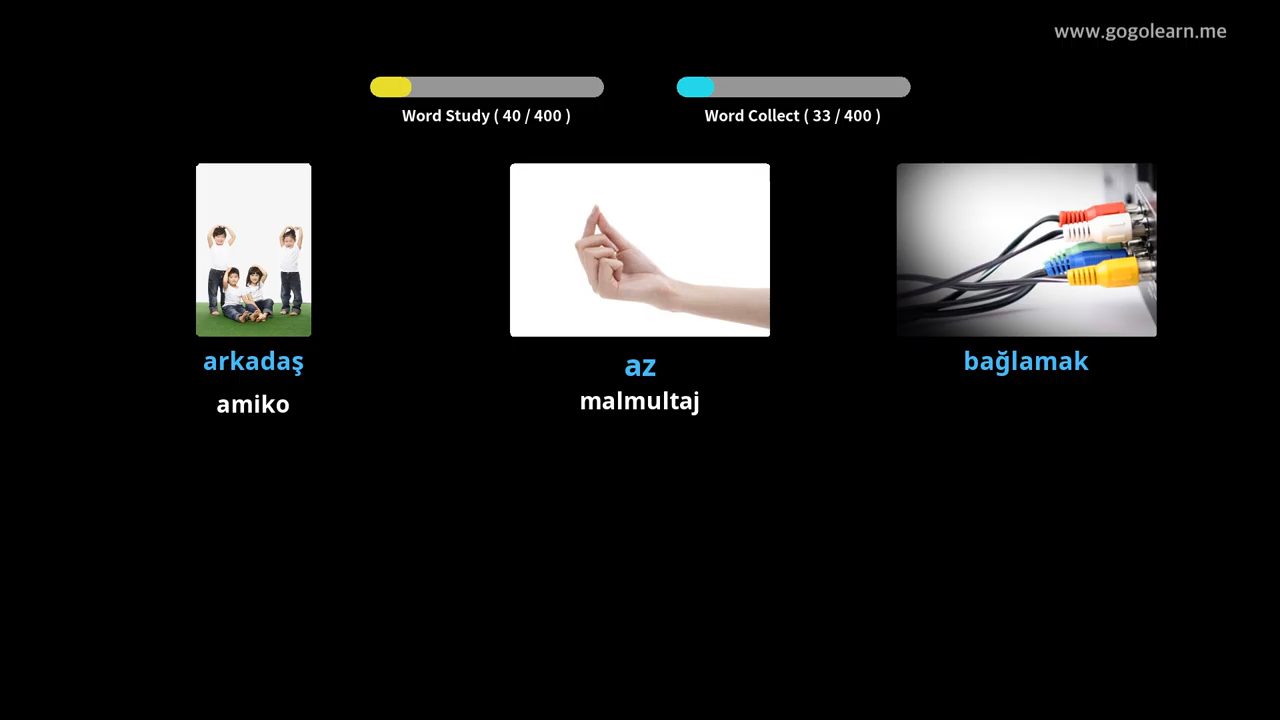 www.gogolearn.me
Word Study ( 40 / 400 )
Word Collect ( 33 / 400 )
arkadaş
amiko
az
malmultaj
bağlamak